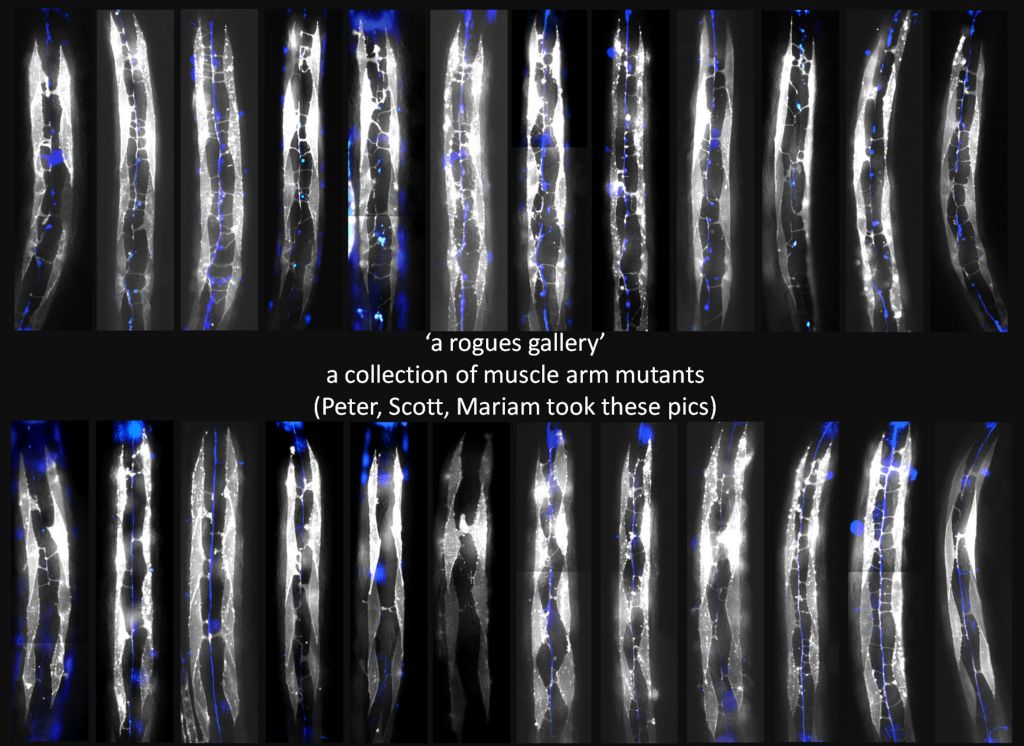 ‘a rogues gallery’
a collection of muscle arm mutants
(Peter, Scott, Mariam took these pics)